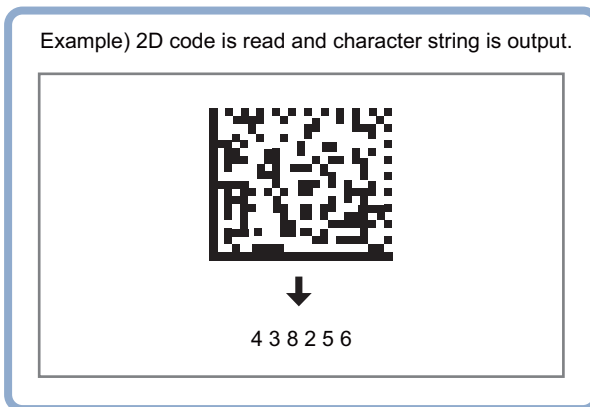 Example) 2D code is read and character string is output.
4 3 8 2 5 6